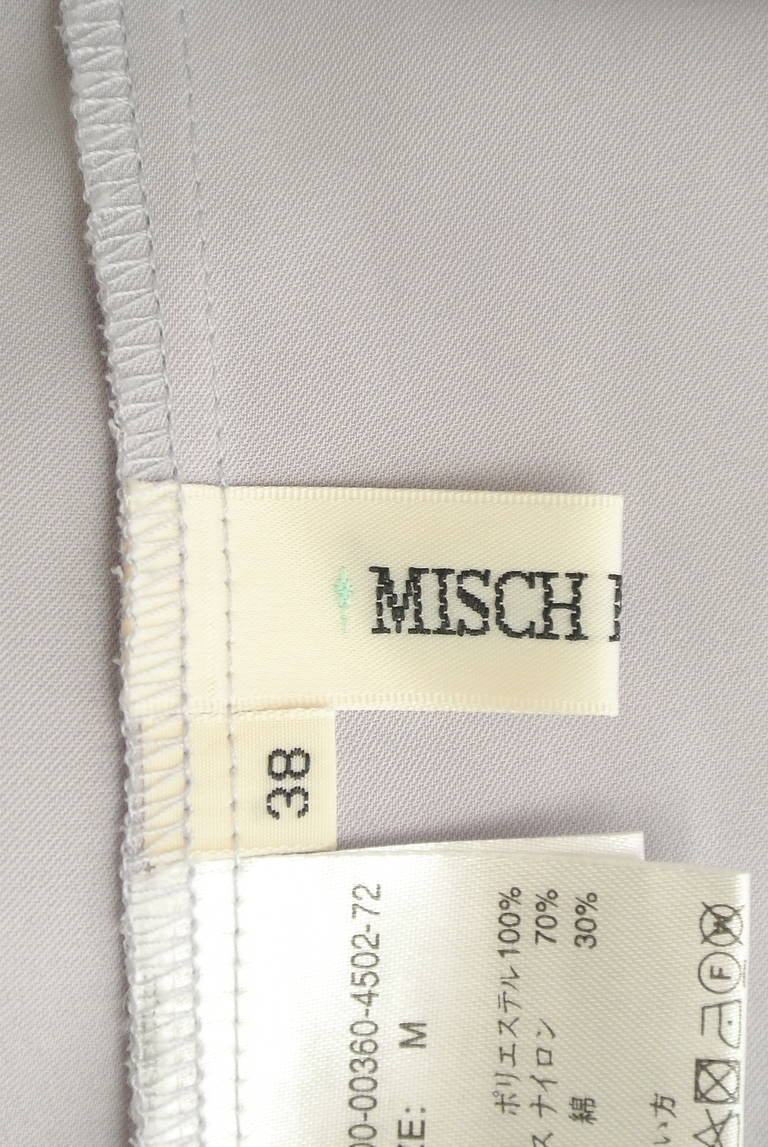 MISCH
38
00-00360-4502-72
ZE: M
ポリエステル100%
ス ナイロン 70%
綿 30%
い方